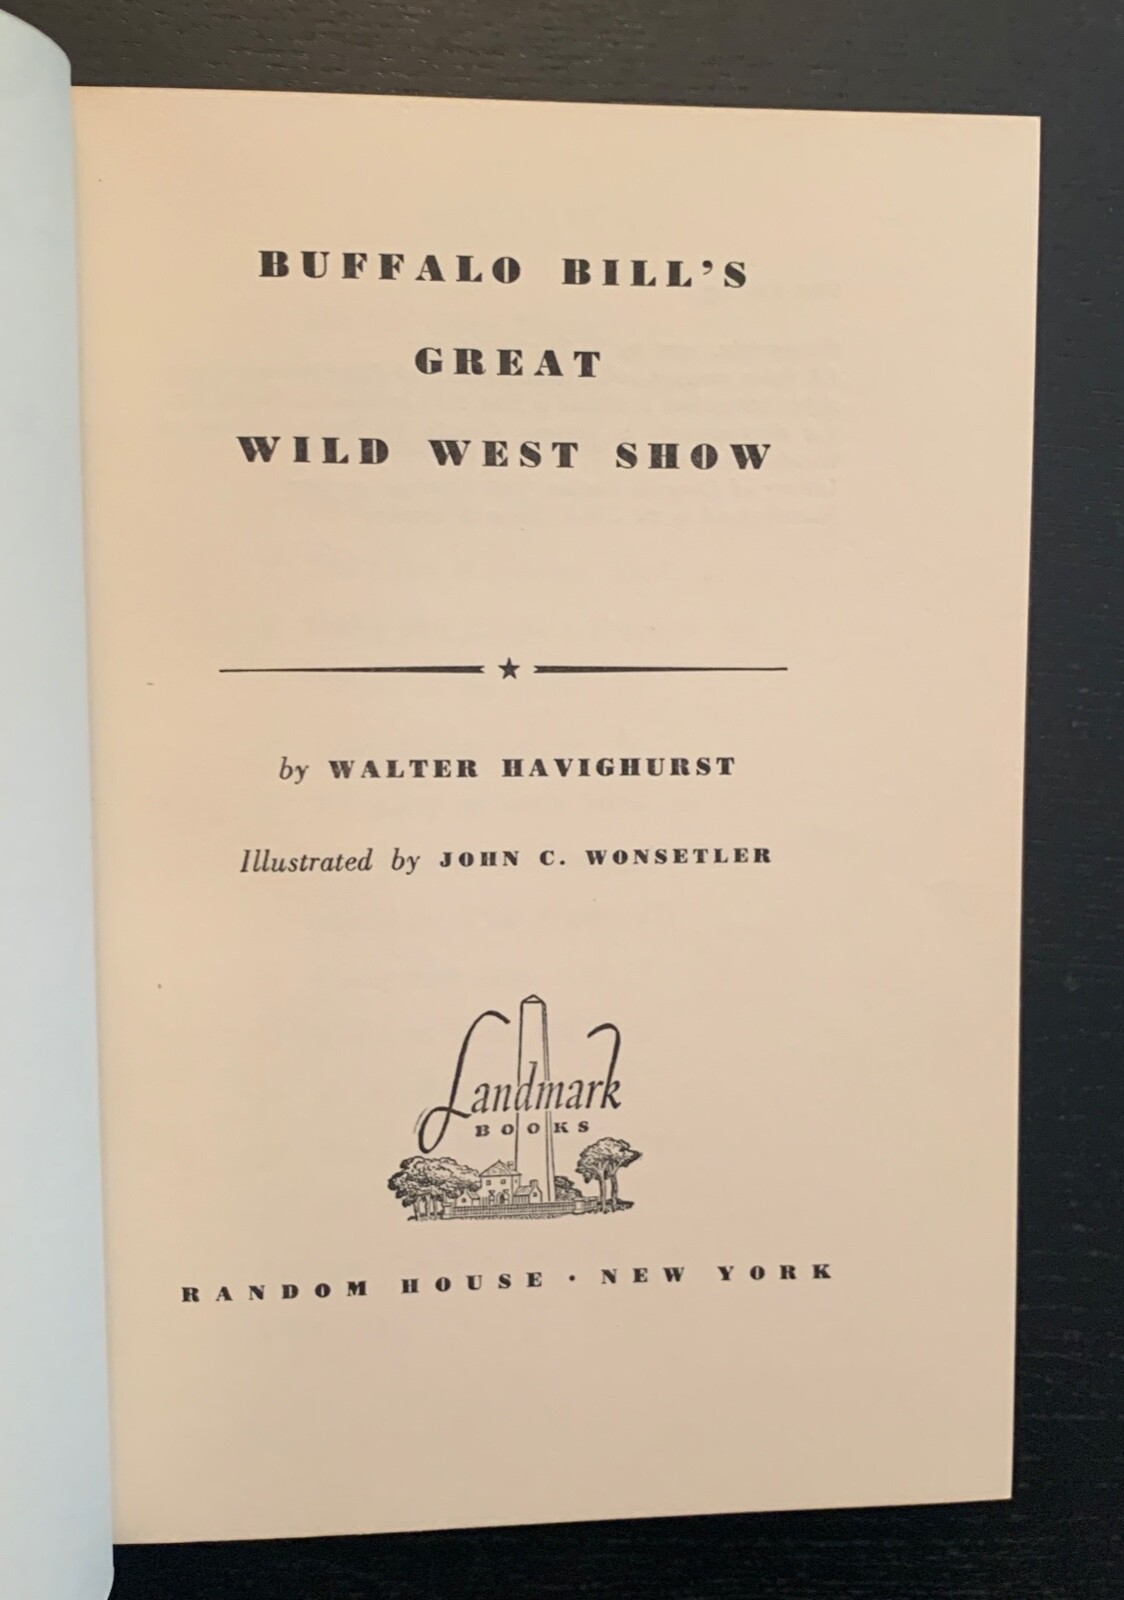 BUFFALO BILL'S
GREAT
WILD WEST SHOW
by WALTER HAVIGHURST
Illustrated by JOHN C. WONSETLER
Landmark
BOOKS
RANDOM HOUSE · NEW YORK